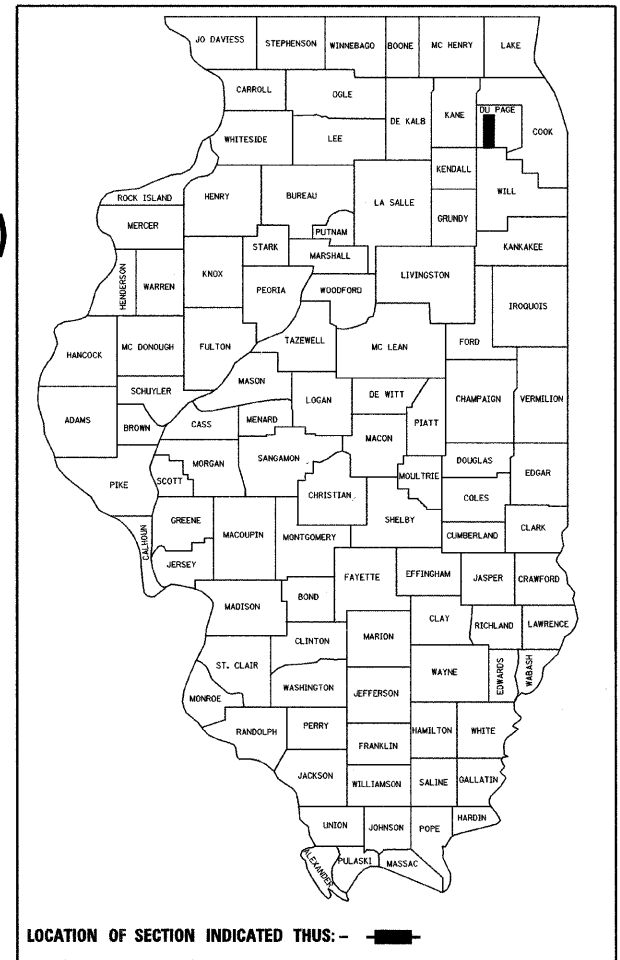 JO DAVIESS STEPHENSON WINNEBAGO BOONE MC HENRY LAKE
CARROLL OGLE DE KALB KANE DU PAGE COOK
WHITESIDE LEE
KENDALL
ROCK ISLAND HENRY BUREAU LA SALLE WILL
MERCER PUTNAM GRUNDY
STARK MARSHALL KANKAKEE
HENDERSON WARREN KNOX PEORIA WOODFORD LIVINGSTON IROQUOIS
HANCOCK MC DONOUGH FULTON TAZEWELL MC LEAN FORD
SCHUYLER MASON LOGAN DE WITT CHAMPAIGN VERMILION
ADAMS BROWN CASS MENARD MACON PIATT
PIKE SCOTT MORGAN SANGAMON MOULTRIE DOUGLAS EDGAR
CHRISTIAN COLES
CALHOUN GREENE MACOUPIN MONTGOMERY SHELBY CUMBERLAND CLARK
JERSEY FAYETTE EFFINGHAM JASPER CRAWFORD
MADISON BOND
CLAY RICHLAND LAWRENCE
CLINTON MARION
ST. CLAIR WAYNE EDWARDS WABASH
MONROE WASHINGTON JEFFERSON
RANDOLPH PERRY HAMILTON WHITE
FRANKLIN
JACKSON WILLIAMSON SALINE GALLATIN
UNION JOHNSON POPE HARDIN
ALEXANDER PULASKI MASSAC
LOCATION OF SECTION INDICATED THUS: -